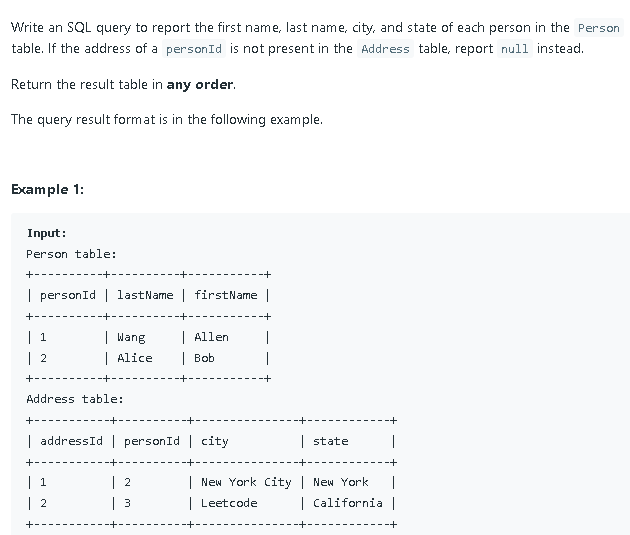 Write an SQL query to report the first name, last name, city, and state of each person in the Person
table. If the address of a personId is not present in the Address table, report null instead.
Return the result table in any order.
The query result format is in the following example.
Example 1:
Input:
Person table:
+----------+----------+-----------+
| personId | lastName | firstName |
+----------+----------+-----------+
| 1        | Wang     | Allen     |
| 2        | Alice    | Bob       |
+----------+----------+-----------+
Address table:
+-----------+----------+---------------+------------+
| addressId | personId | city          | state      |
+-----------+----------+---------------+------------+
| 1         | 2        | New York City | New York   |
| 2         | 3        | Leetcode      | California |
+-----------+----------+---------------+------------+